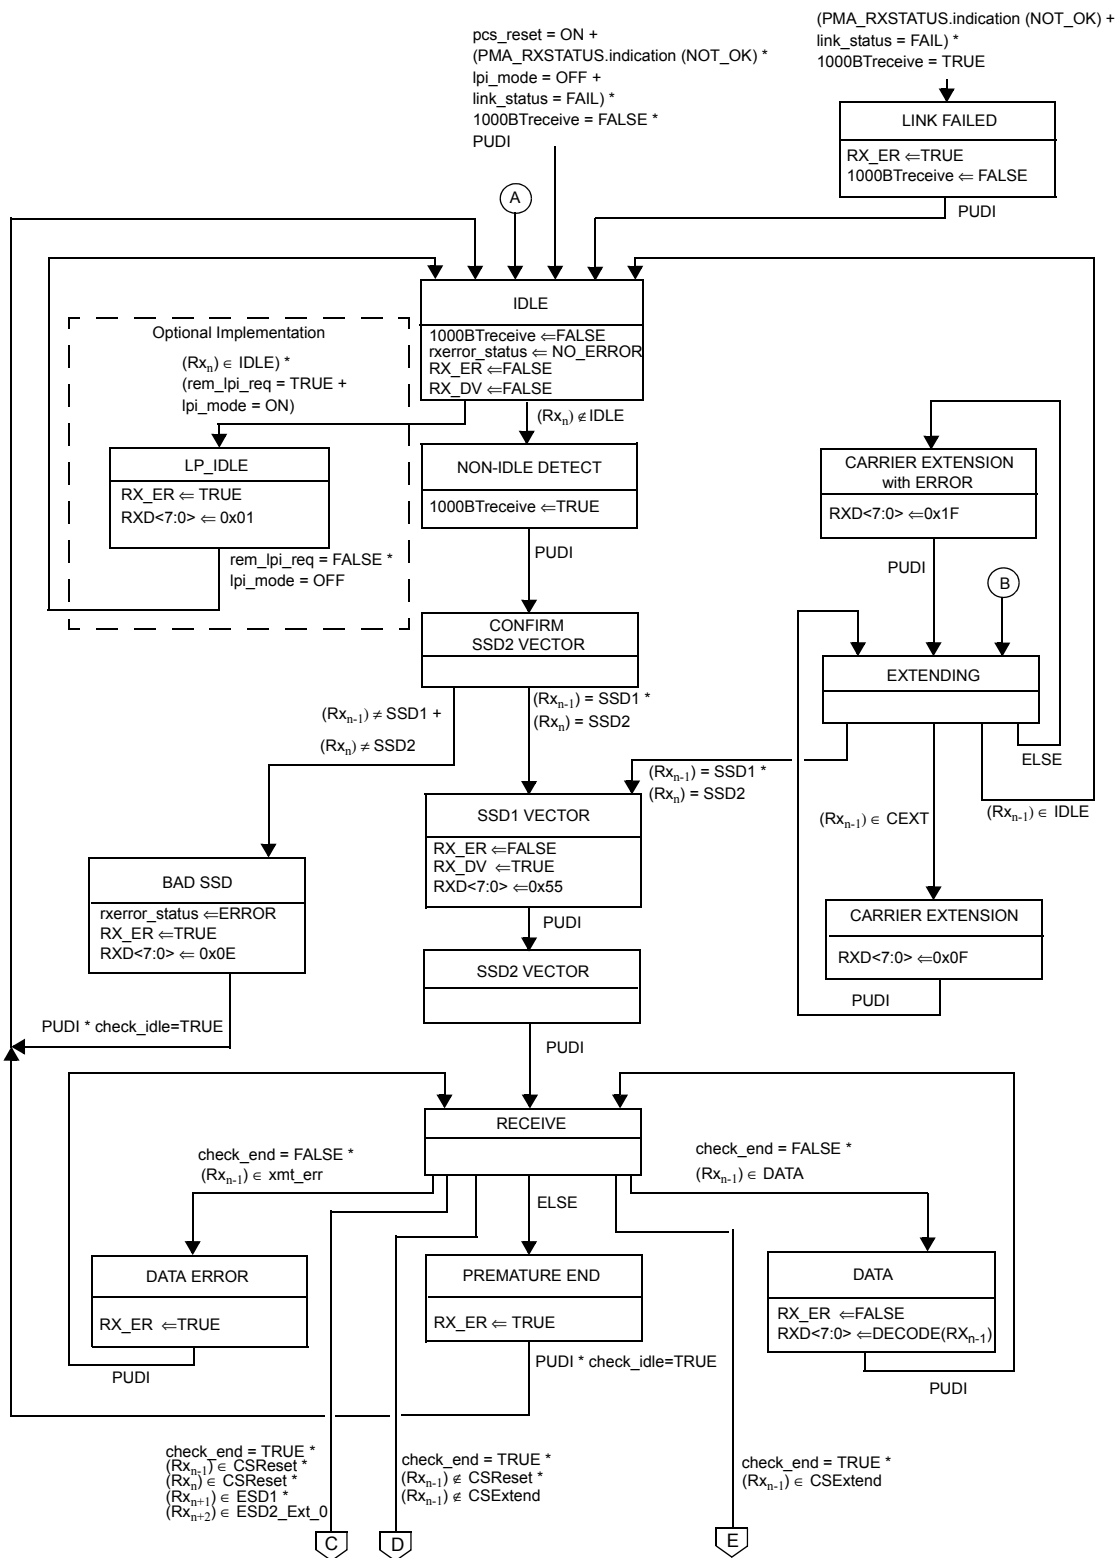 pcs_reset = ON +
(PMA_RXSTATUS.indication (NOT_OK) *
lpi_mode = OFF +
link_status = FAIL) *
1000BTreceive = FALSE *
PUDI
(PMA_RXSTATUS.indication (NOT_OK) +
link_status = FAIL) *
1000BTreceive = TRUE
LINK FAILED
RX_ER ⇐TRUE
1000BTreceive ⇐ FALSE
PUDI
A
IDLE
1000BTreceive ⇐FALSE
rxerror_status ⇐ NO_ERROR
RX_ER ⇐FALSE
RX_DV ⇐FALSE
Optional Implementation
(Rxn) ∈ IDLE) *
(rem_lpi_req = TRUE +
lpi_mode = ON)
(Rxn) ∉ IDLE
LP_IDLE
RX_ER ⇐ TRUE
RXD<7:0> ⇐ 0x01
rem_lpi_req = FALSE *
lpi_mode = OFF
NON-IDLE DETECT
1000BTreceive ⇐TRUE
PUDI
CARRIER EXTENSION
with ERROR
RXD<7:0> ⇐0x1F
PUDI
B
CONFIRM
SSD2 VECTOR
EXTENDING
(Rxn-1) ≠ SSD1 +
(Rxn) ≠ SSD2
(Rxn-1) = SSD1 *
(Rxn) = SSD2
ELSE
(Rxn-1) = SSD1 *
(Rxn) = SSD2
(Rxn-1) ∈ CEXT
(Rxn-1) ∈ IDLE
SSD1 VECTOR
RX_ER ⇐FALSE
RX_DV ⇐TRUE
RXD<7:0> ⇐0x55
PUDI
BAD SSD
rxerror_status ⇐ERROR
RX_ER ⇐TRUE
RXD<7:0> ⇐ 0x0E
CARRIER EXTENSION
RXD<7:0> ⇐0x0F
PUDI
SSD2 VECTOR
PUDI * check_idle=TRUE
PUDI
RECEIVE
check_end = FALSE *
(Rxn-1) ∈ xmt_err
check_end = FALSE *
(Rxn-1) ∈ DATA
ELSE
DATA ERROR
RX_ER ⇐TRUE
PUDI
PREMATURE END
RX_ER ⇐ TRUE
PUDI * check_idle=TRUE
DATA
RX_ER ⇐FALSE
RXD<7:0> ⇐DECODE(RXn-1)
PUDI
check_end = TRUE *
(Rxn-1) ∈ CSReset *
(Rxn) ∈ CSReset *
(Rxn+1) ∈ ESD1 *
(Rxn+2) ∈ ESD2_Ext_0
check_end = TRUE *
(Rxn-1) ∉ CSReset *
(Rxn-1) ∉ CSExtend
check_end = TRUE *
(Rxn-1) ∈ CSExtend
C
D
E